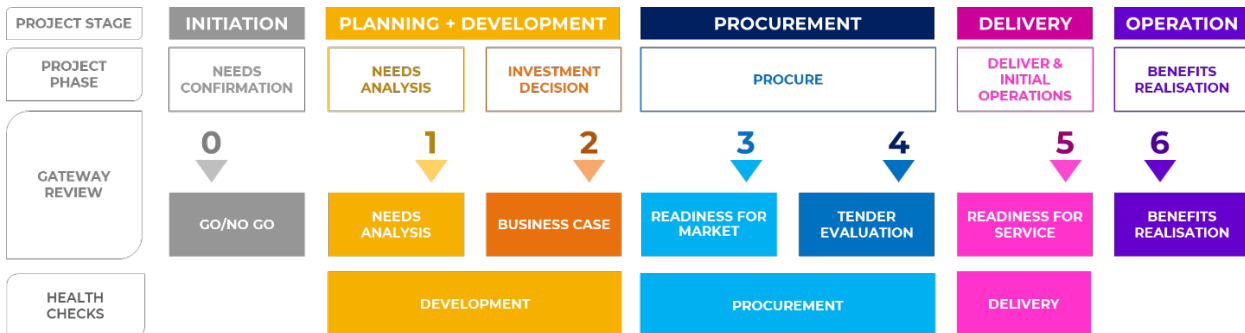 PROJECT STAGE
INITIATION
PLANNING + DEVELOPMENT
PROCUREMENT
DELIVERY
OPERATION
PROJECT
PHASE
NEEDS
CONFIRMATION
NEEDS
ANALYSIS
INVESTMENT
DECISION
PROCURE
DELIVER &
INITIAL
OPERATIONS
BENEFITS
REALISATION
GATEWAY
REVIEW
0
1
2
3
4
5
6
GO/NO GO
NEEDS
ANALYSIS
BUSINESS CASE
READINESS FOR
MARKET
TENDER
EVALUATION
READINESS FOR
SERVICE
BENEFITS
REALISATION
HEALTH
CHECKS
DEVELOPMENT
PROCUREMENT
DELIVERY